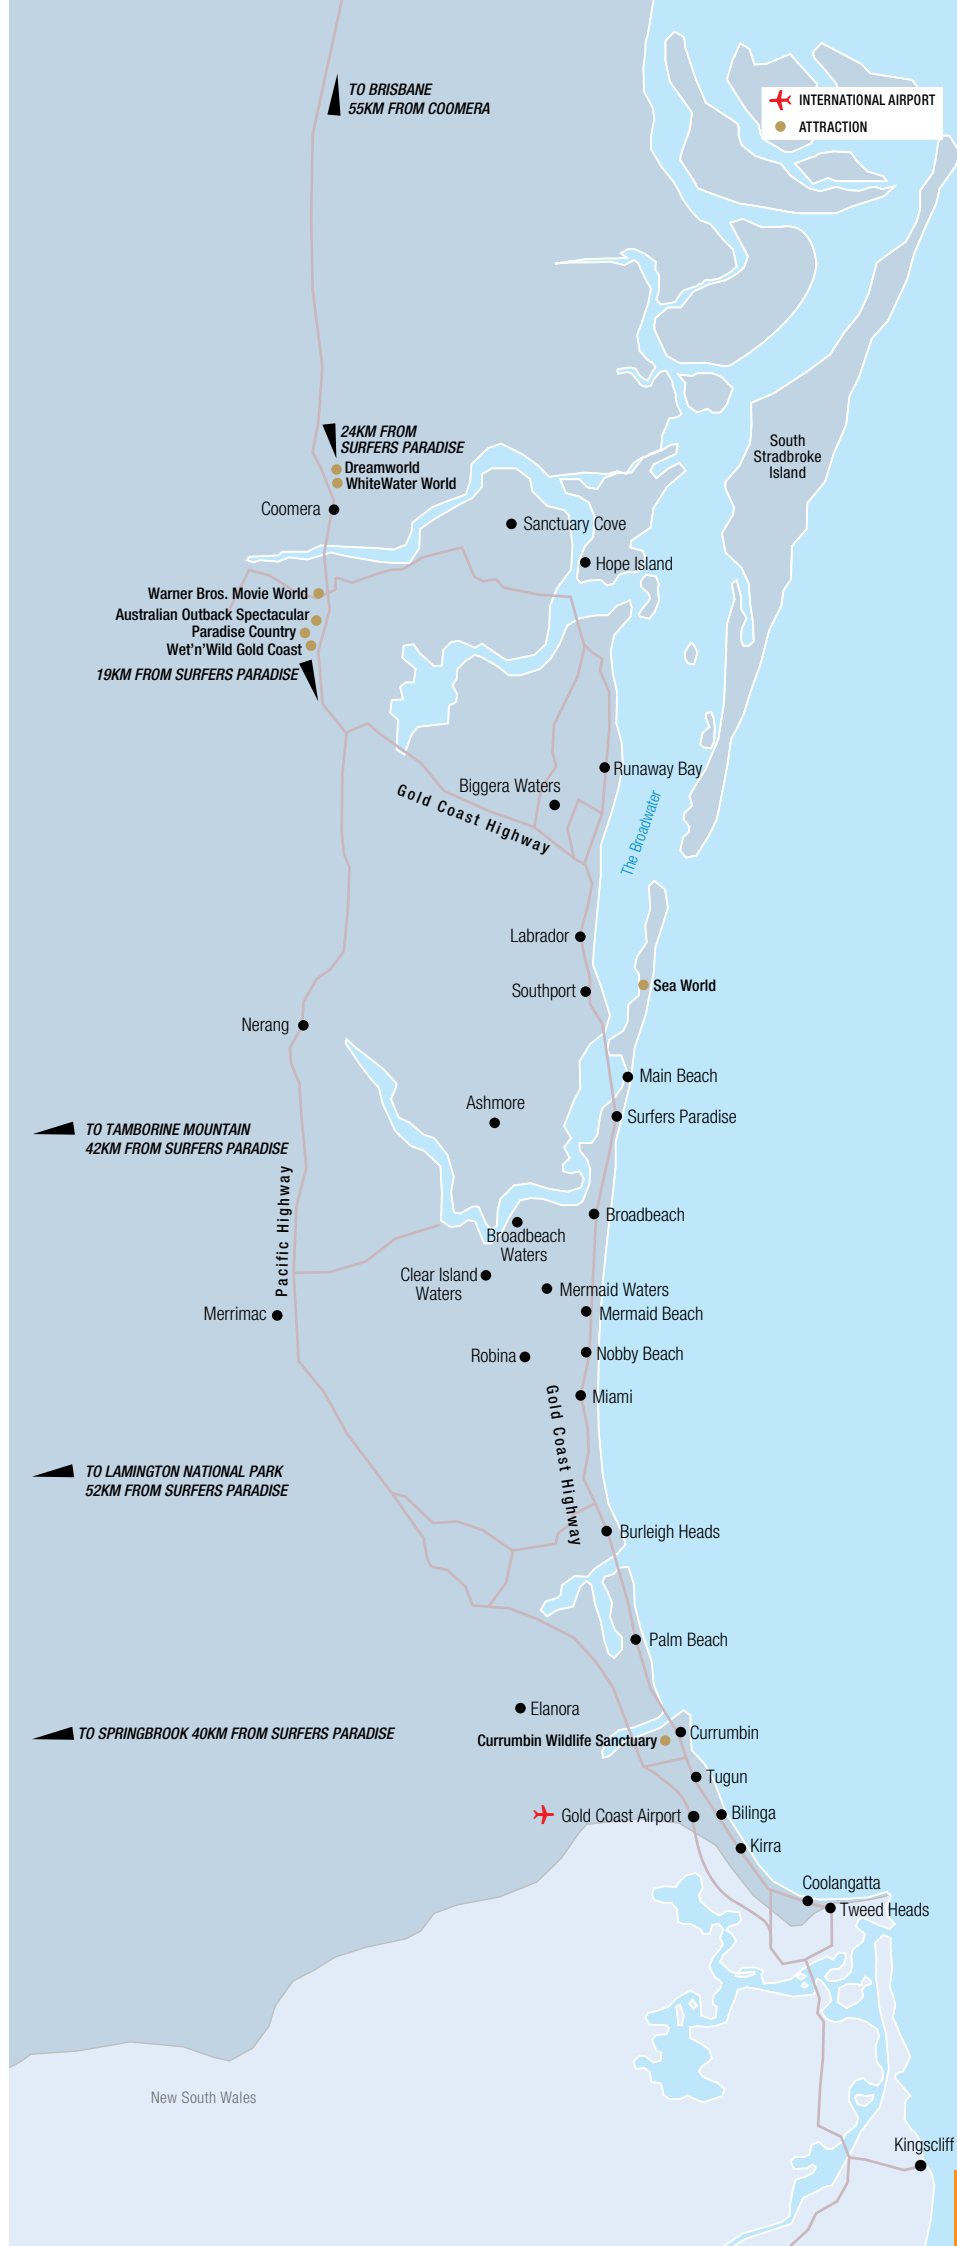 TO BRISBANE
55KM FROM COOMERA
INTERNATIONAL AIRPORT
ATTRACTION
24KM FROM
SURFERS PARADISE
South
Stradbroke
Island
Dreamworld
WhiteWater World
Coomera
Sanctuary Cove
Hope Island
Warner Bros. Movie World
Australian Outback Spectacular
Paradise Country
Wet'n'Wild Gold Coast
19KM FROM SURFERS PARADISE
Runaway Bay
Biggera Waters
Gold Coast Highway
The Broadwater
Labrador
Southport
Sea World
Nerang
Main Beach
Ashmore
Surfers Paradise
TO TAMBORINE MOUNTAIN
42KM FROM SURFERS PARADISE
Pacific Highway
Broadbeach
Broadbeach
Waters
Clear Island
Waters
Mermaid Waters
Merrimac
Mermaid Beach
Robina
Nobby Beach
Miami
Gold Coast Highway
TO LAMINGTON NATIONAL PARK
52KM FROM SURFERS PARADISE
Burleigh Heads
Palm Beach
Elanora
TO SPRINGBROOK 40KM FROM SURFERS PARADISE
Currumbin Wildlife Sanctuary
Currumbin
Tugun
Gold Coast Airport
Bilinga
Kirra
Coolangatta
Tweed Heads
New South Wales
Kingscliff